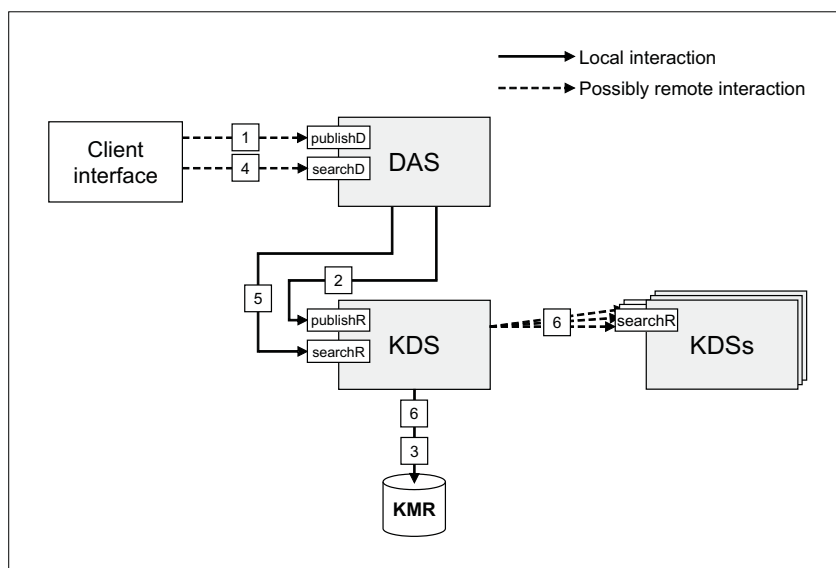 Local interaction
Possibly remote interaction
Client
interface
1
4
publishD
searchD
DAS
2
5
publishR
searchR
KDS
6
searchR
KDSs
6
3
KMR